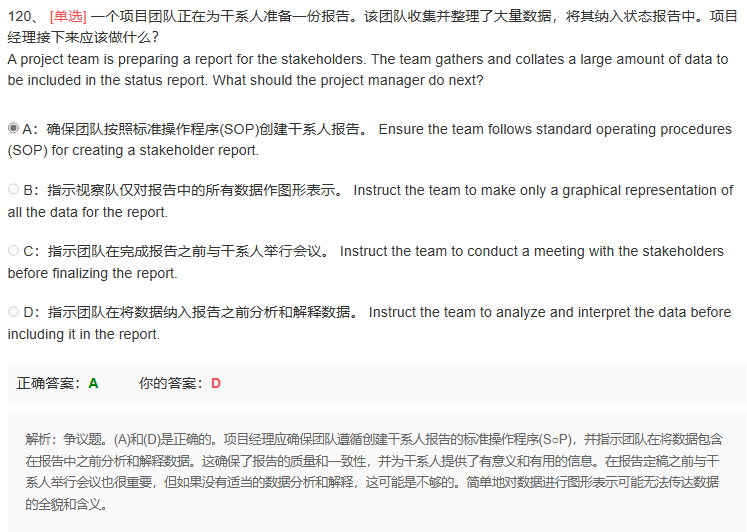 120、 [单选] 一个项目团队正在为干系人准备一份报告。该团队收集并整理了大量数据，将其纳入状态报告中。项目
经理接下来应该做什么?
A project team is preparing a report for the stakeholders. The team gathers and collates a large amount of data to
be included in the status report. What should the project manager do next?
A：确保团队按照标准操作程序(SOP)创建干系人报告。 Ensure the team follows standard operating procedures
(SOP) for creating a stakeholder report.
B：指示视察队仅对报告中的所有数据作图形表示。 Instruct the team to make only a graphical representation of
all the data for the report.
C：指示团队在完成报告之前与干系人举行会议。 Instruct the team to conduct a meeting with the stakeholders
before finalizing the report.
D：指示团队在将数据纳入报告之前分析和解释数据。 Instruct the team to analyze and interpret the data before
including it in the report.
正确答案：A 你的答案：D
解析：争议题。(A)和(D)是正确的。项目经理应确保团队遵循创建干系人报告的标准操作程序(S○P)，并指示团队在将数据包含
在报告中之前分析和解释数据。这确保了报告的质量和一致性，并为干系人提供了有意义和有用的信息。在报告定稿之前与干
系人举行会议也很重要，但如果没有适当的数据分析和解释，这可能是不够的。简单地对数据进行图形表示可能无法传达数据
的全貌和含义。